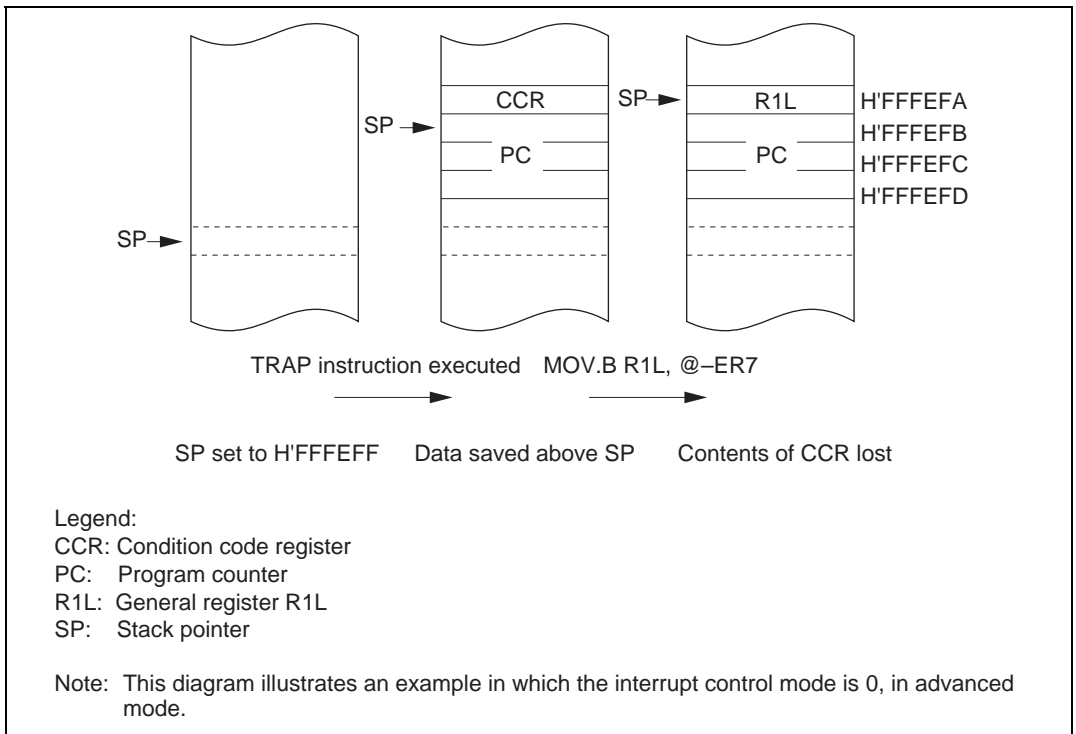 CCR
SP
R1L
H'FFFEFA
SP
H'FFFEFB
PC
PC
H'FFFEFC
H'FFFEFD
SP
TRAP instruction executed
MOV.B R1L, @–ER7
SP set to H'FFFEFF
Data saved above SP
Contents of CCR lost
Legend:
CCR: Condition code register
PC: Program counter
R1L: General register R1L
SP: Stack pointer
Note: This diagram illustrates an example in which the interrupt control mode is 0, in advanced
mode.